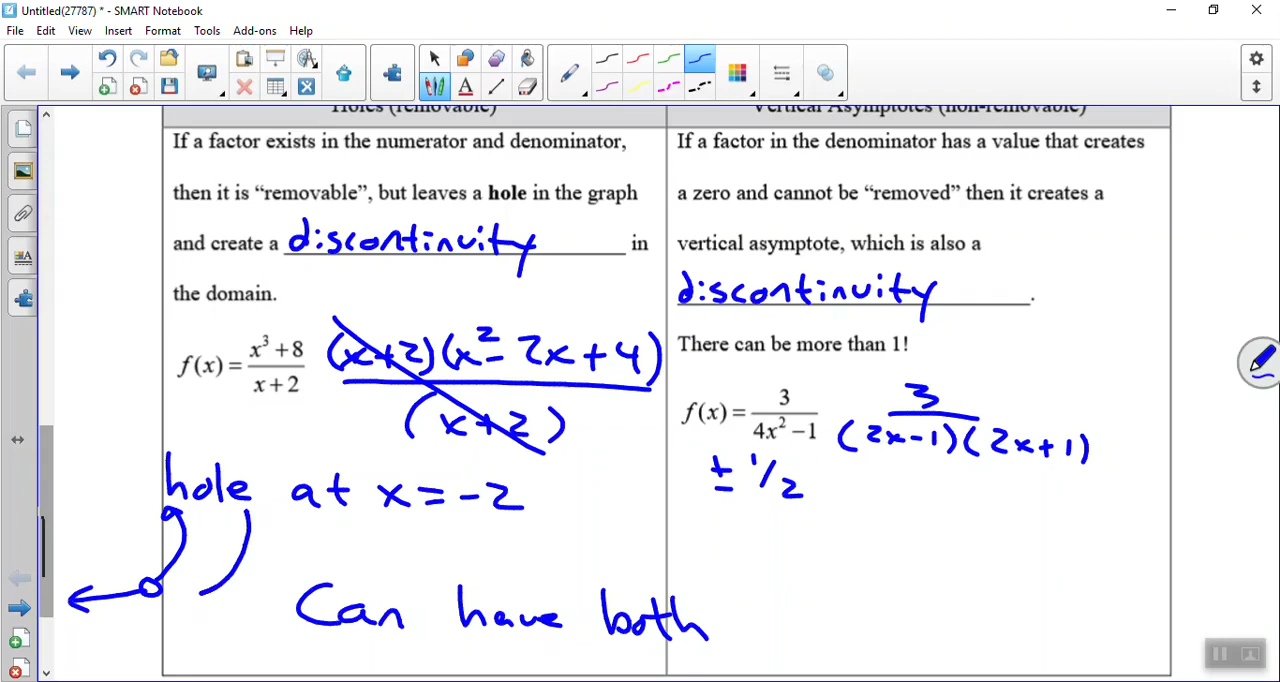 Untitled(27787) * - SMART Notebook
File Edit View Insert Format Tools Add-ons Help
Holes (removable)
If a factor exists in the numerator and denominator,
then it is “removable”, but leaves a hole in the graph
and create a discontinuity in
the domain.
f(x) = (x³ + 8)/(x + 2) (x+2)(x² - 2x + 4)/(x+2)
hole at x = -2
Vertical Asymptotes (non-removable)
If a factor in the denominator has a value that creates
a zero and cannot be “removed” then it creates a
vertical asymptote, which is also a
discontinuity.
There can be more than 1!
f(x) = 3/(4x² − 1) 3/(2x-1)(2x+1)
± 1/2
Can have both